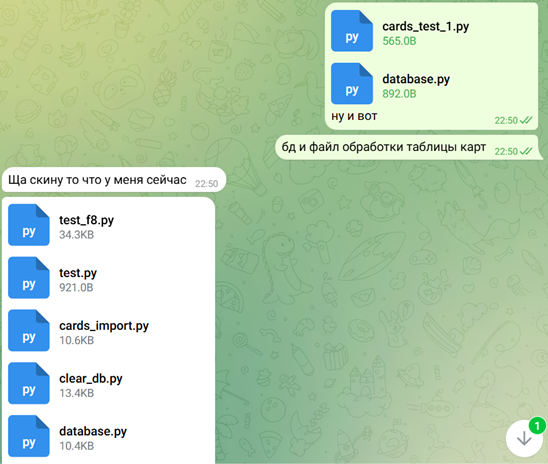 py
cards_test_1.py
565.0B
py
database.py
892.0B
ну и вот
22:50
бд и файл обработки таблицы карт 22:50
Ща скину то что у меня сейчас 22:50
py
test_f8.py
34.3KB
py
test.py
921.0B
py
cards_import.py
10.6KB
py
clear_db.py
13.4KB
py
database.py
10.4KB
1